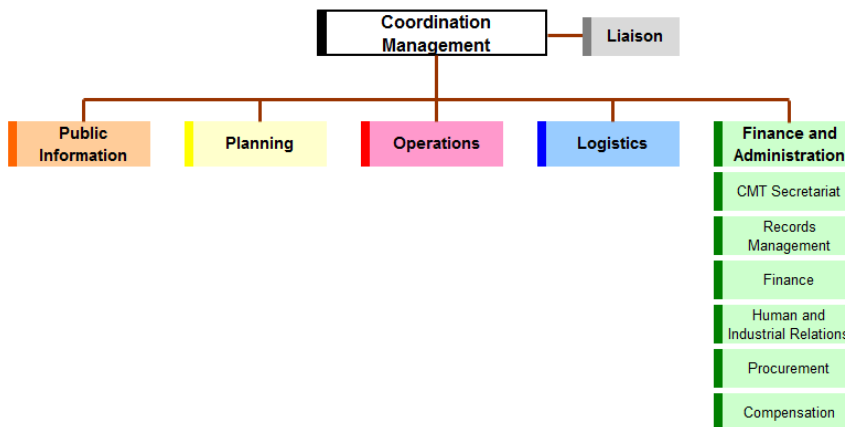 Coordination
Management
Liaison
Public
Information
Planning
Operations
Logistics
Finance and
Administration
CMT Secretariat
Records
Management
Finance
Human and
Industrial Relations
Procurement
Compensation